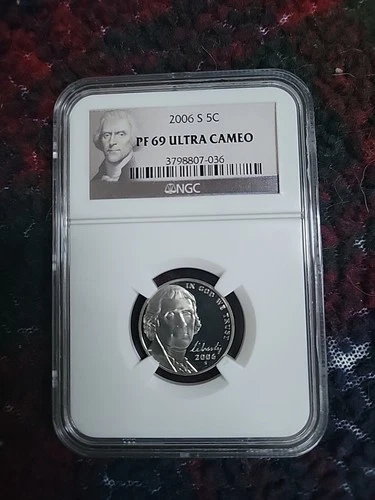 2006 S 5C
PF 69 ULTRA CAMEO
3798807-036
NGC
IN GOD WE TRUST
Liberty
2006
S